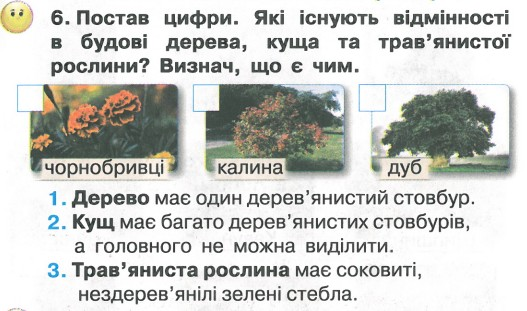 6. Постав цифри. Які існують відмінності
в будові дерева, куща та трав'янистої
рослини? Визнач, що є чим.
чорнобривці калина дуб
1. Дерево має один дерев'янистий стовбур.
2. Кущ має багато дерев'янистих стовбурів,
а головного не можна виділити.
3. Трав'яниста рослина має соковиті,
нездерев'янілі зелені стебла.